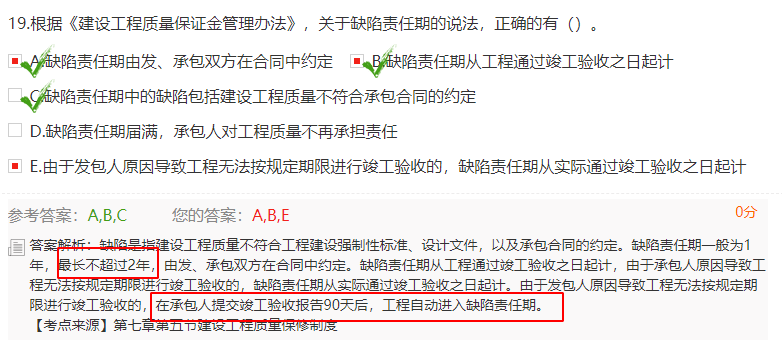 19.根据《建设工程质量保证金管理办法》，关于缺陷责任期的说法，正确的有（）。
A.缺陷责任期由发、承包双方在合同中约定 B.缺陷责任期从工程通过竣工验收之日起计
C.缺陷责任期中的缺陷包括建设工程质量不符合承包合同的约定
D.缺陷责任期届满，承包人对工程质量不再承担责任
E.由于发包人原因导致工程无法按规定期限进行竣工验收的，缺陷责任期从实际通过竣工验收之日起计
参考答案：A,B,C 您的答案：A,B,E 0分
答案解析：缺陷是指建设工程质量不符合工程建设强制性标准、设计文件，以及承包合同的约定。缺陷责任期一般为1
年，最长不超过2年，由发、承包双方在合同中约定。缺陷责任期从工程通过竣工验收之日起计，由于承包人原因导致工
程无法按规定期限进行竣工验收的，缺陷责任期从实际通过竣工验收之日起计。由于发包人原因导致工程无法按规定期
限进行竣工验收的，在承包人提交竣工验收报告90天后，工程自动进入缺陷责任期。
【考点来源】第七章第五节建设工程质量保修制度